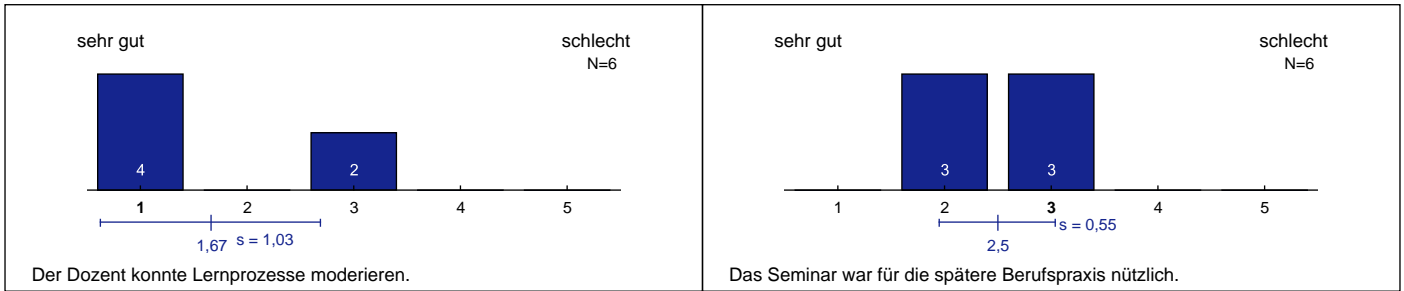 sehr gut schlecht
N=6
4 2
1 2 3 4 5
1,67 s = 1,03
Der Dozent konnte Lernprozesse moderieren.
sehr gut schlecht
N=6
3 3
1 2 3 4 5
s = 0,55
2,5
Das Seminar war für die spätere Berufspraxis nützlich.